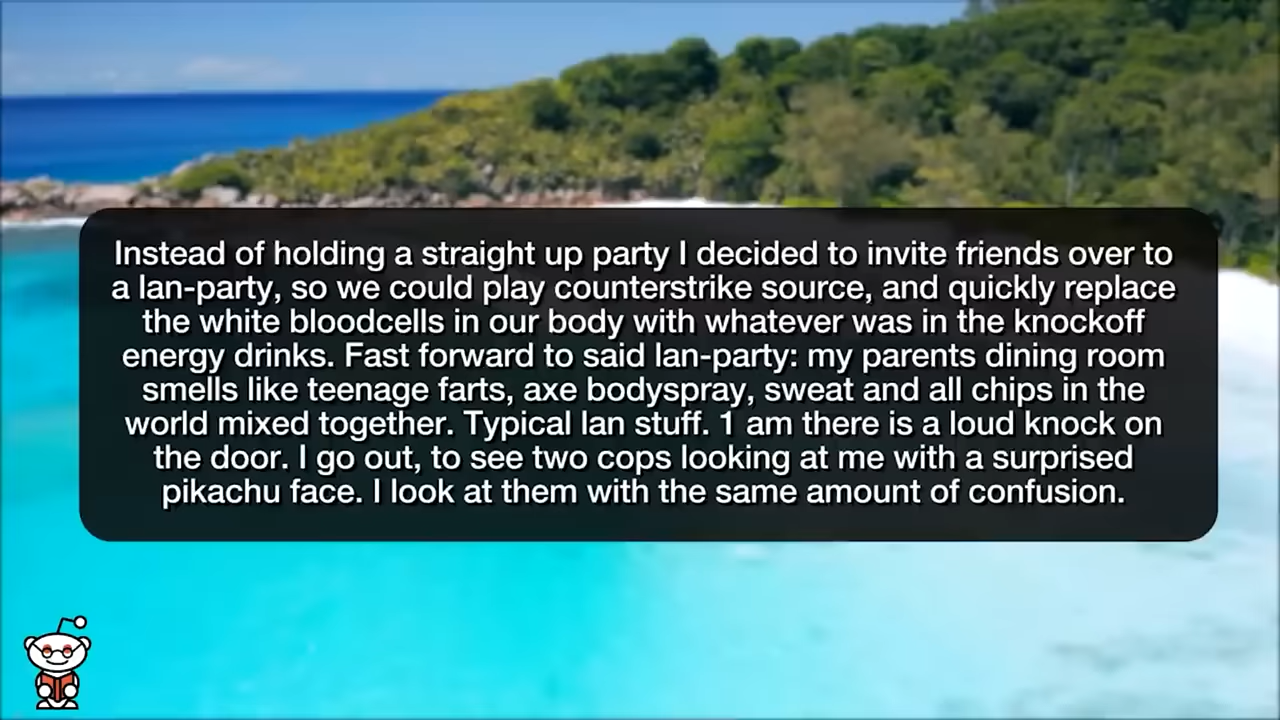 Instead of holding a straight up party I decided to invite friends over to
a lan-party, so we could play counterstrike source, and quickly replace
the white bloodcells in our body with whatever was in the knockoff
energy drinks. Fast forward to said lan-party: my parents dining room
smells like teenage farts, axe bodyspray, sweat and all chips in the
world mixed together. Typical lan stuff. 1 am there is a loud knock on
the door. I go out, to see two cops looking at me with a surprised
pikachu face. I look at them with the same amount of confusion.